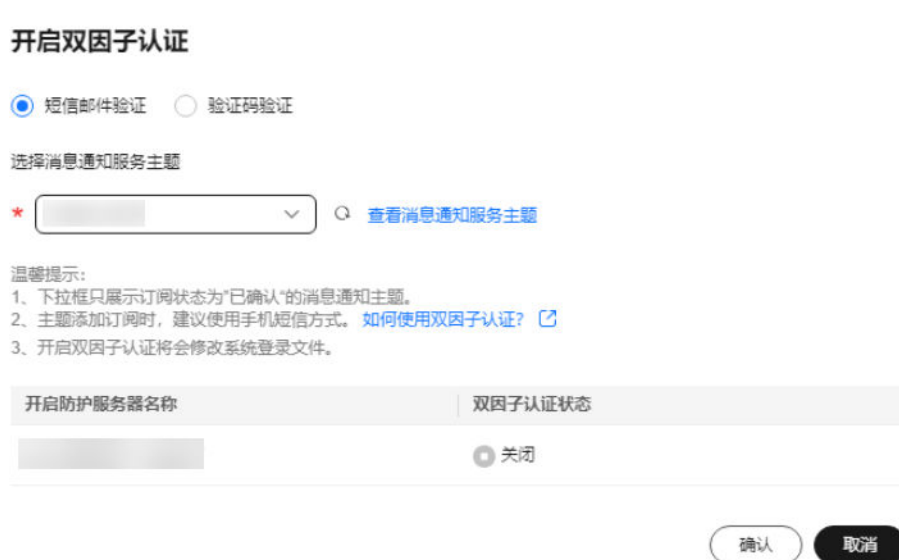 开启双因子认证
短信邮件验证 验证码验证
选择消息通知服务主题
* 查看消息通知服务主题
温馨提示：
1、下拉框只展示订阅状态为"已确认"的消息通知主题。
2、主题添加订阅时，建议使用手机短信方式。 如何使用双因子认证?
3、开启双因子认证将会修改系统登录文件。
开启防护服务器名称 双因子认证状态
关闭
确认 取消